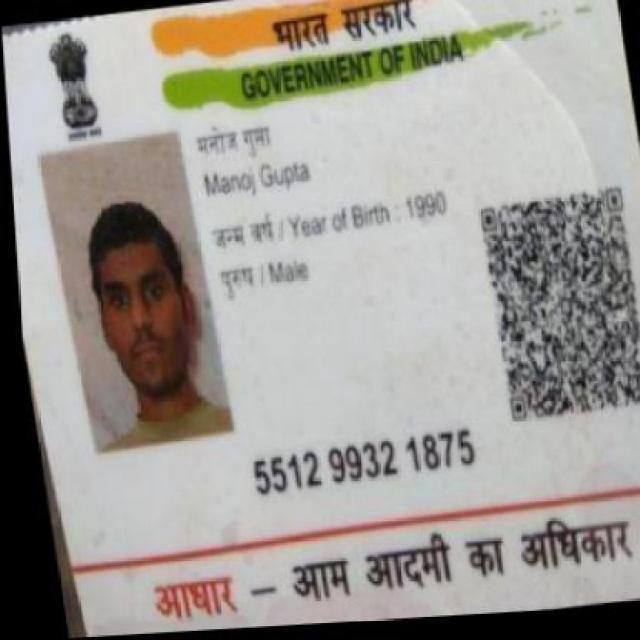 भारत सरकार
GOVERNMENT OF INDIA
मनोज गुप्ता
Manoj Gupta
जन्म वर्ष / Year of Birth : 1990
पुरुष / Male
5512 9932 1875
आधार – आम आदमी का अधिकार